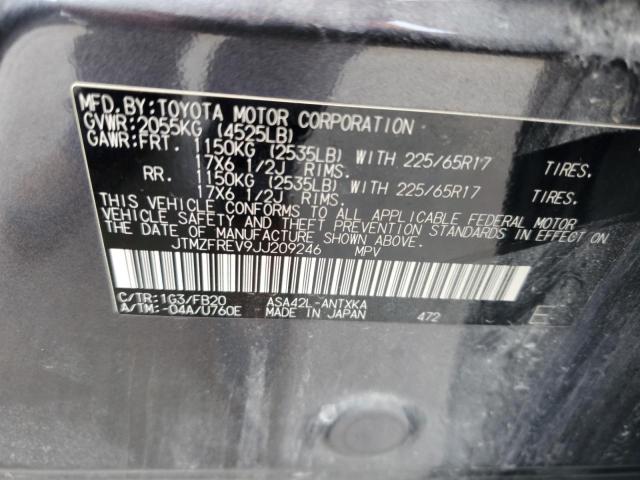 MFD.BY:TOYOTA MOTOR CORPORATION
GVWR:2055KG (4525LB)
GAWR:FRT. 1150KG (2535LB) WITH 225/65R17 TIRES.
17X6 1/2J RIMS.
RR. 1150KG (2535LB) WITH 225/65R17 TIRES.
17X6 1/2J RIMS.
THIS VEHICLE CONFORMS TO ALL APPLICABLE FEDERAL MOTOR
VEHICLE SAFETY AND THEFT PREVENTION STANDARDS IN EFFECT ON
THE DATE OF MANUFACTURE SHOWN ABOVE.
JTMZFREV9JJ209246 MPV
C/TR:1G3/FB20 ASA42L-ANTXKA
A/TM:-04A/U760E MADE IN JAPAN 472 E